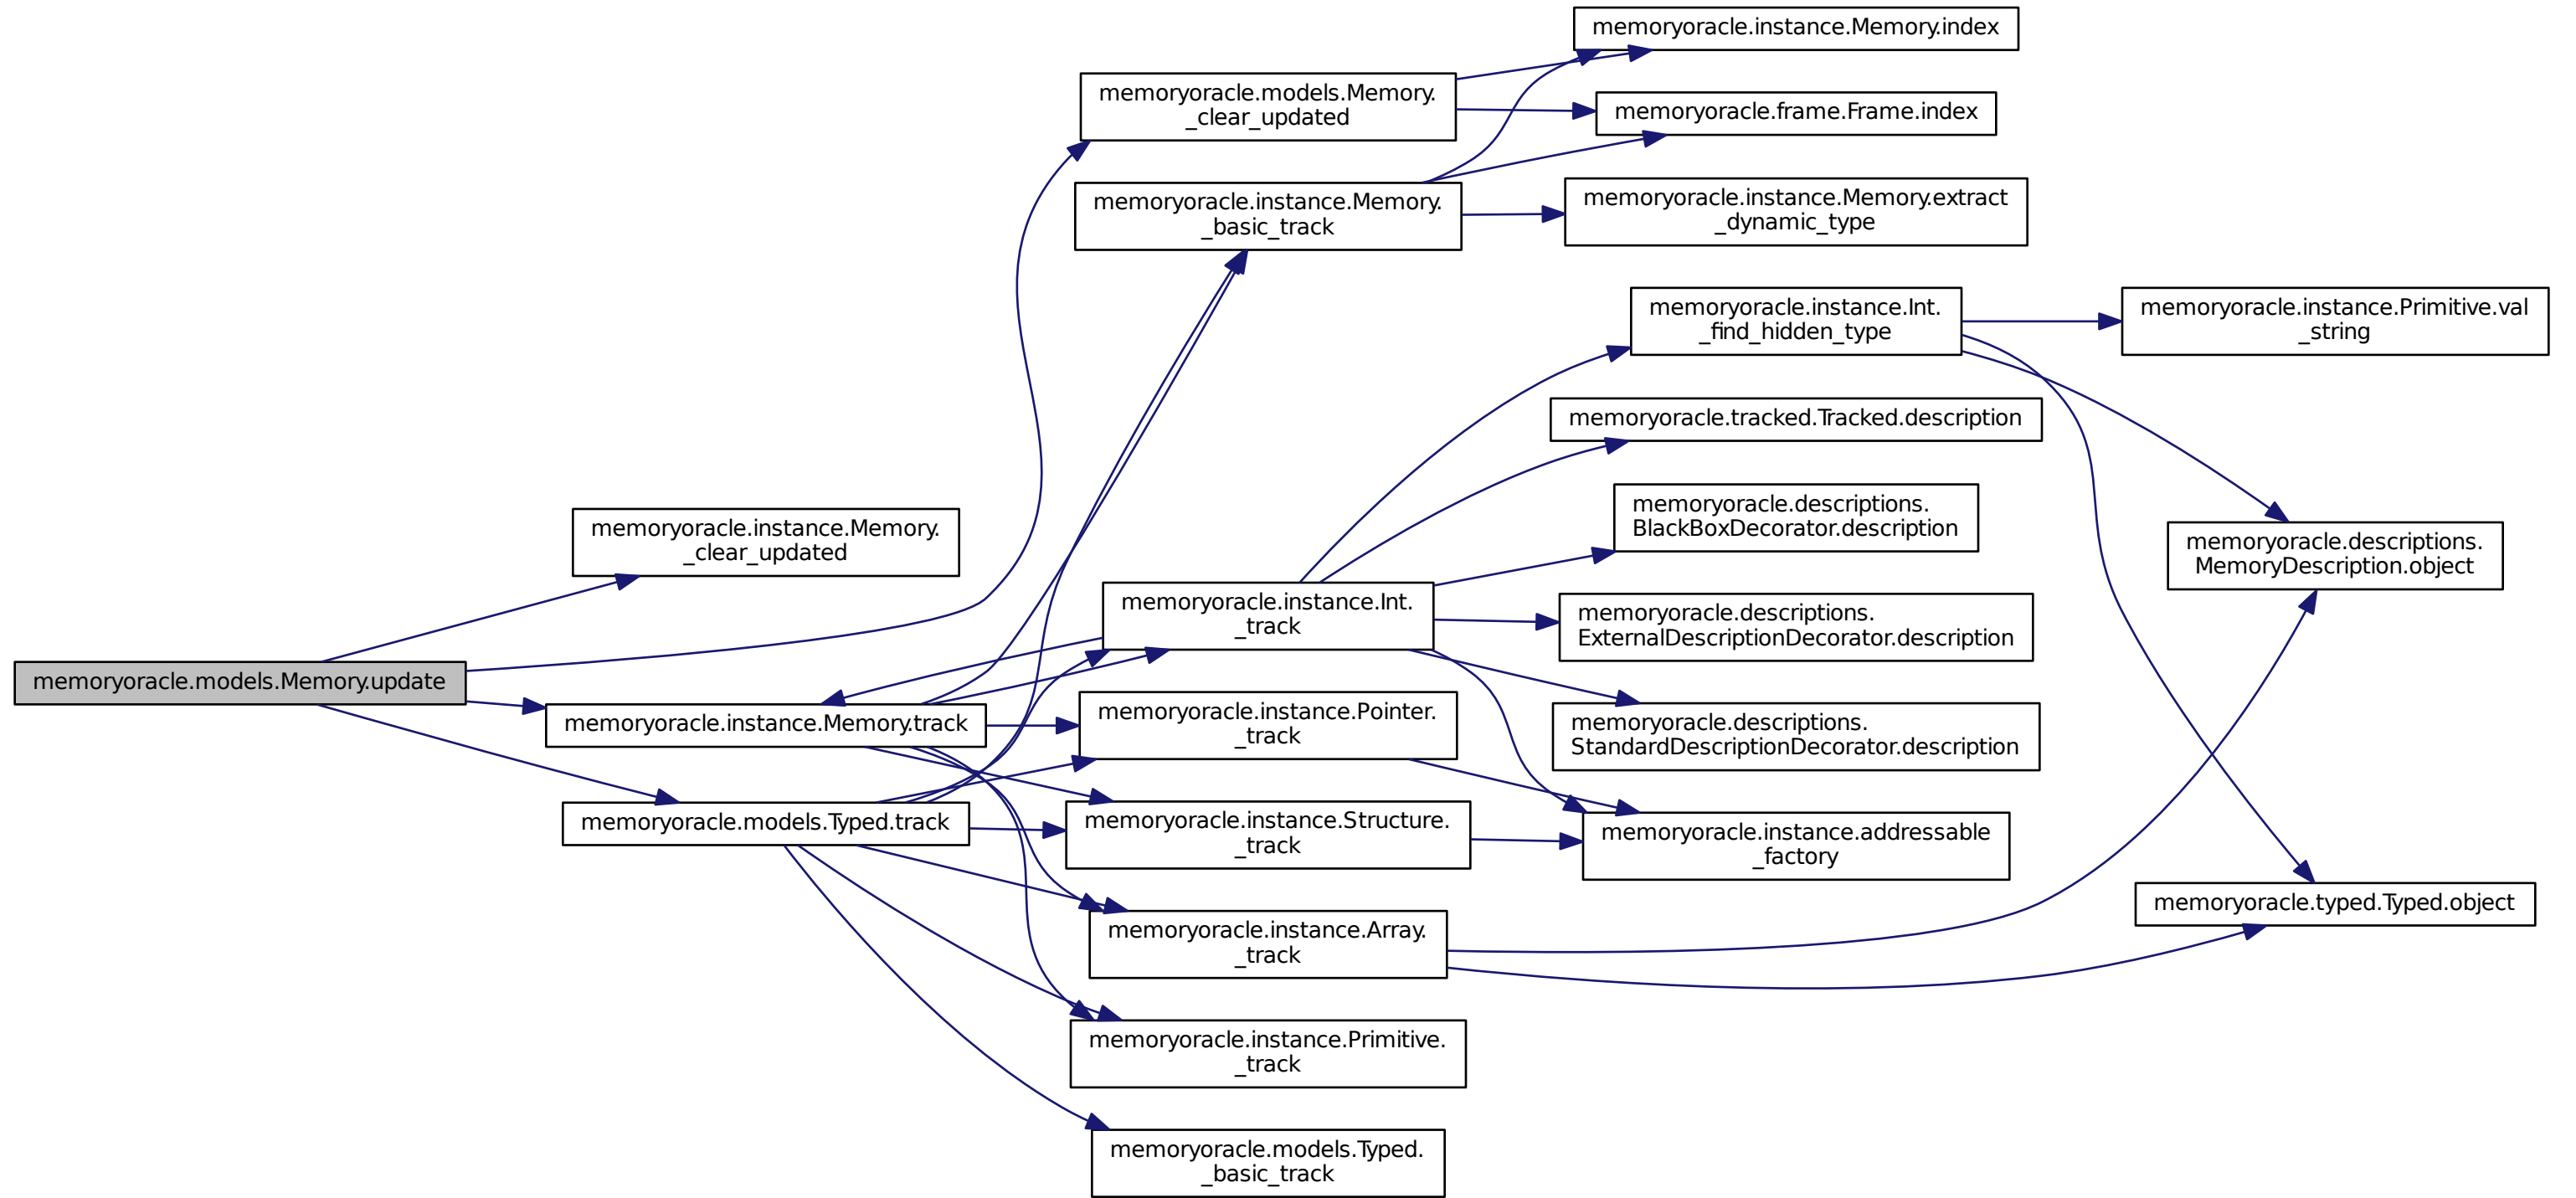 memoryoracle.instance.Memory.index
memoryoracle.models.Memory.
_clear_updated
memoryoracle.frame.Frame.index
memoryoracle.instance.Memory.
_basic_track
memoryoracle.instance.Memory.extract
_dynamic_type
memoryoracle.instance.Int.
_find_hidden_type
memoryoracle.instance.Primitive.val
_string
memoryoracle.tracked.Tracked.description
memoryoracle.descriptions.
BlackBoxDecorator.description
memoryoracle.instance.Memory.
_clear_updated
memoryoracle.descriptions.
MemoryDescription.object
memoryoracle.instance.Int.
_track
memoryoracle.descriptions.
ExternalDescriptionDecorator.description
memoryoracle.models.Memory.update
memoryoracle.instance.Memory.track
memoryoracle.instance.Pointer.
_track
memoryoracle.descriptions.
StandardDescriptionDecorator.description
memoryoracle.models.Typed.track
memoryoracle.instance.Structure.
_track
memoryoracle.instance.addressable
_factory
memoryoracle.typed.Typed.object
memoryoracle.instance.Array.
_track
memoryoracle.instance.Primitive.
_track
memoryoracle.models.Typed.
_basic_track